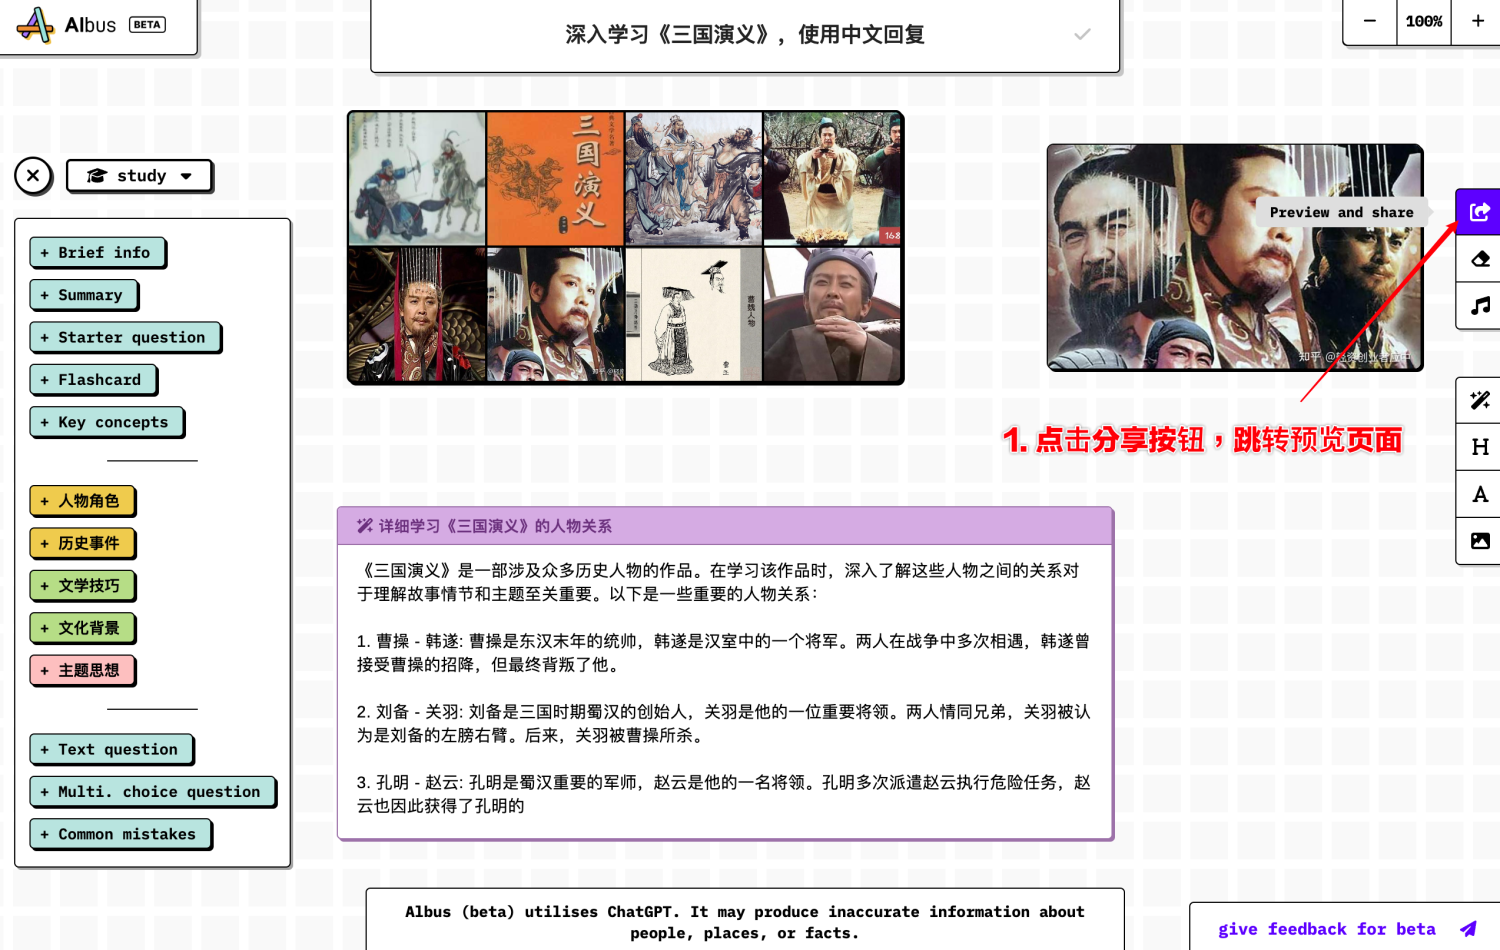 AIbus BETA
深入学习《三国演义》，使用中文回复
100%
study
三国演义
曹魏人物
168
知乎
Preview and share
1. 点击分享按钮，跳转预览页面
+ Brief info
+ Summary
+ Starter question
+ Flashcard
+ Key concepts
+ 人物角色
+ 历史事件
+ 文学技巧
+ 文化背景
+ 主题思想
+ Text question
+ Multi. choice question
+ Common mistakes
H
A
详细学习《三国演义》的人物关系
《三国演义》是一部涉及众多历史人物的作品。在学习该作品时，深入了解这些人物之间的关系对
于理解故事情节和主题至关重要。以下是一些重要的人物关系：
1. 曹操 - 韩遂: 曹操是东汉末年的统帅，韩遂是汉室中的一个将军。两人在战争中多次相遇，韩遂曾
接受曹操的招降，但最终背叛了他。
2. 刘备 - 关羽: 刘备是三国时期蜀汉的创始人，关羽是他的一位重要将领。两人情同兄弟，关羽被认
为是刘备的左膀右臂。后来，关羽被曹操所杀。
3. 孔明 - 赵云: 孔明是蜀汉重要的军师，赵云是他的一名将领。孔明多次派遣赵云执行危险任务，赵
云也因此获得了孔明的
Albus (beta) utilises ChatGPT. It may produce inaccurate information about
people, places, or facts.
give feedback for beta